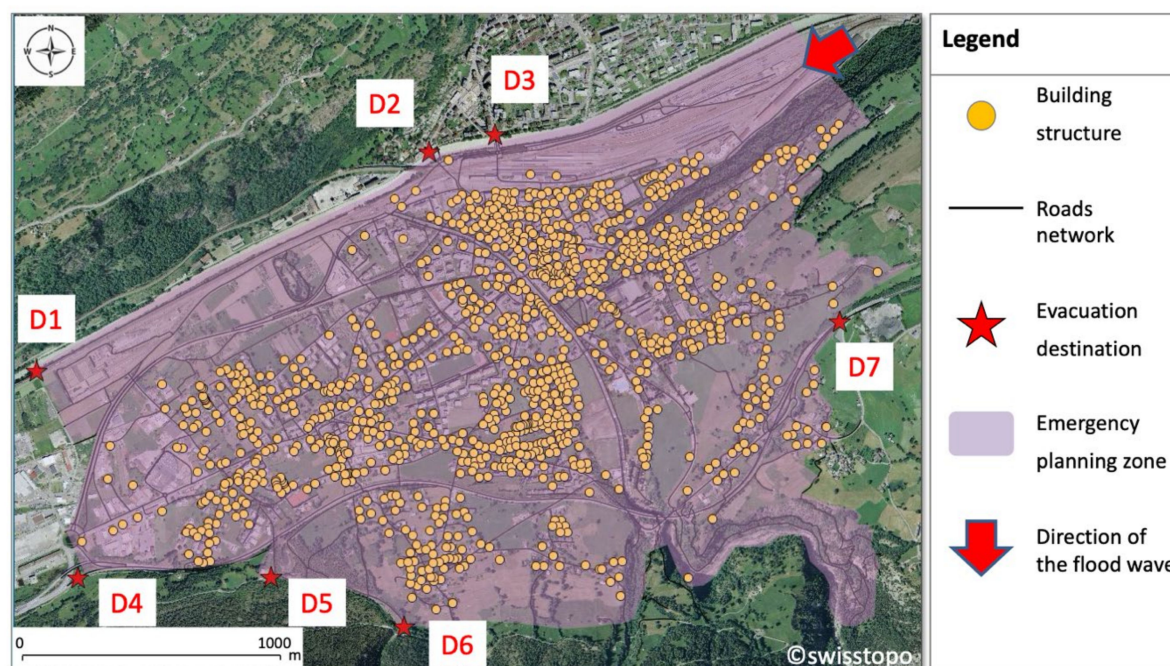 N
W E
S
D2
D3
D1
D7
D4
D5
D6
0 1000
m
©swisstopo
Legend
Building
structure
Roads
network
Evacuation
destination
Emergency
planning zone
Direction of
the flood wave